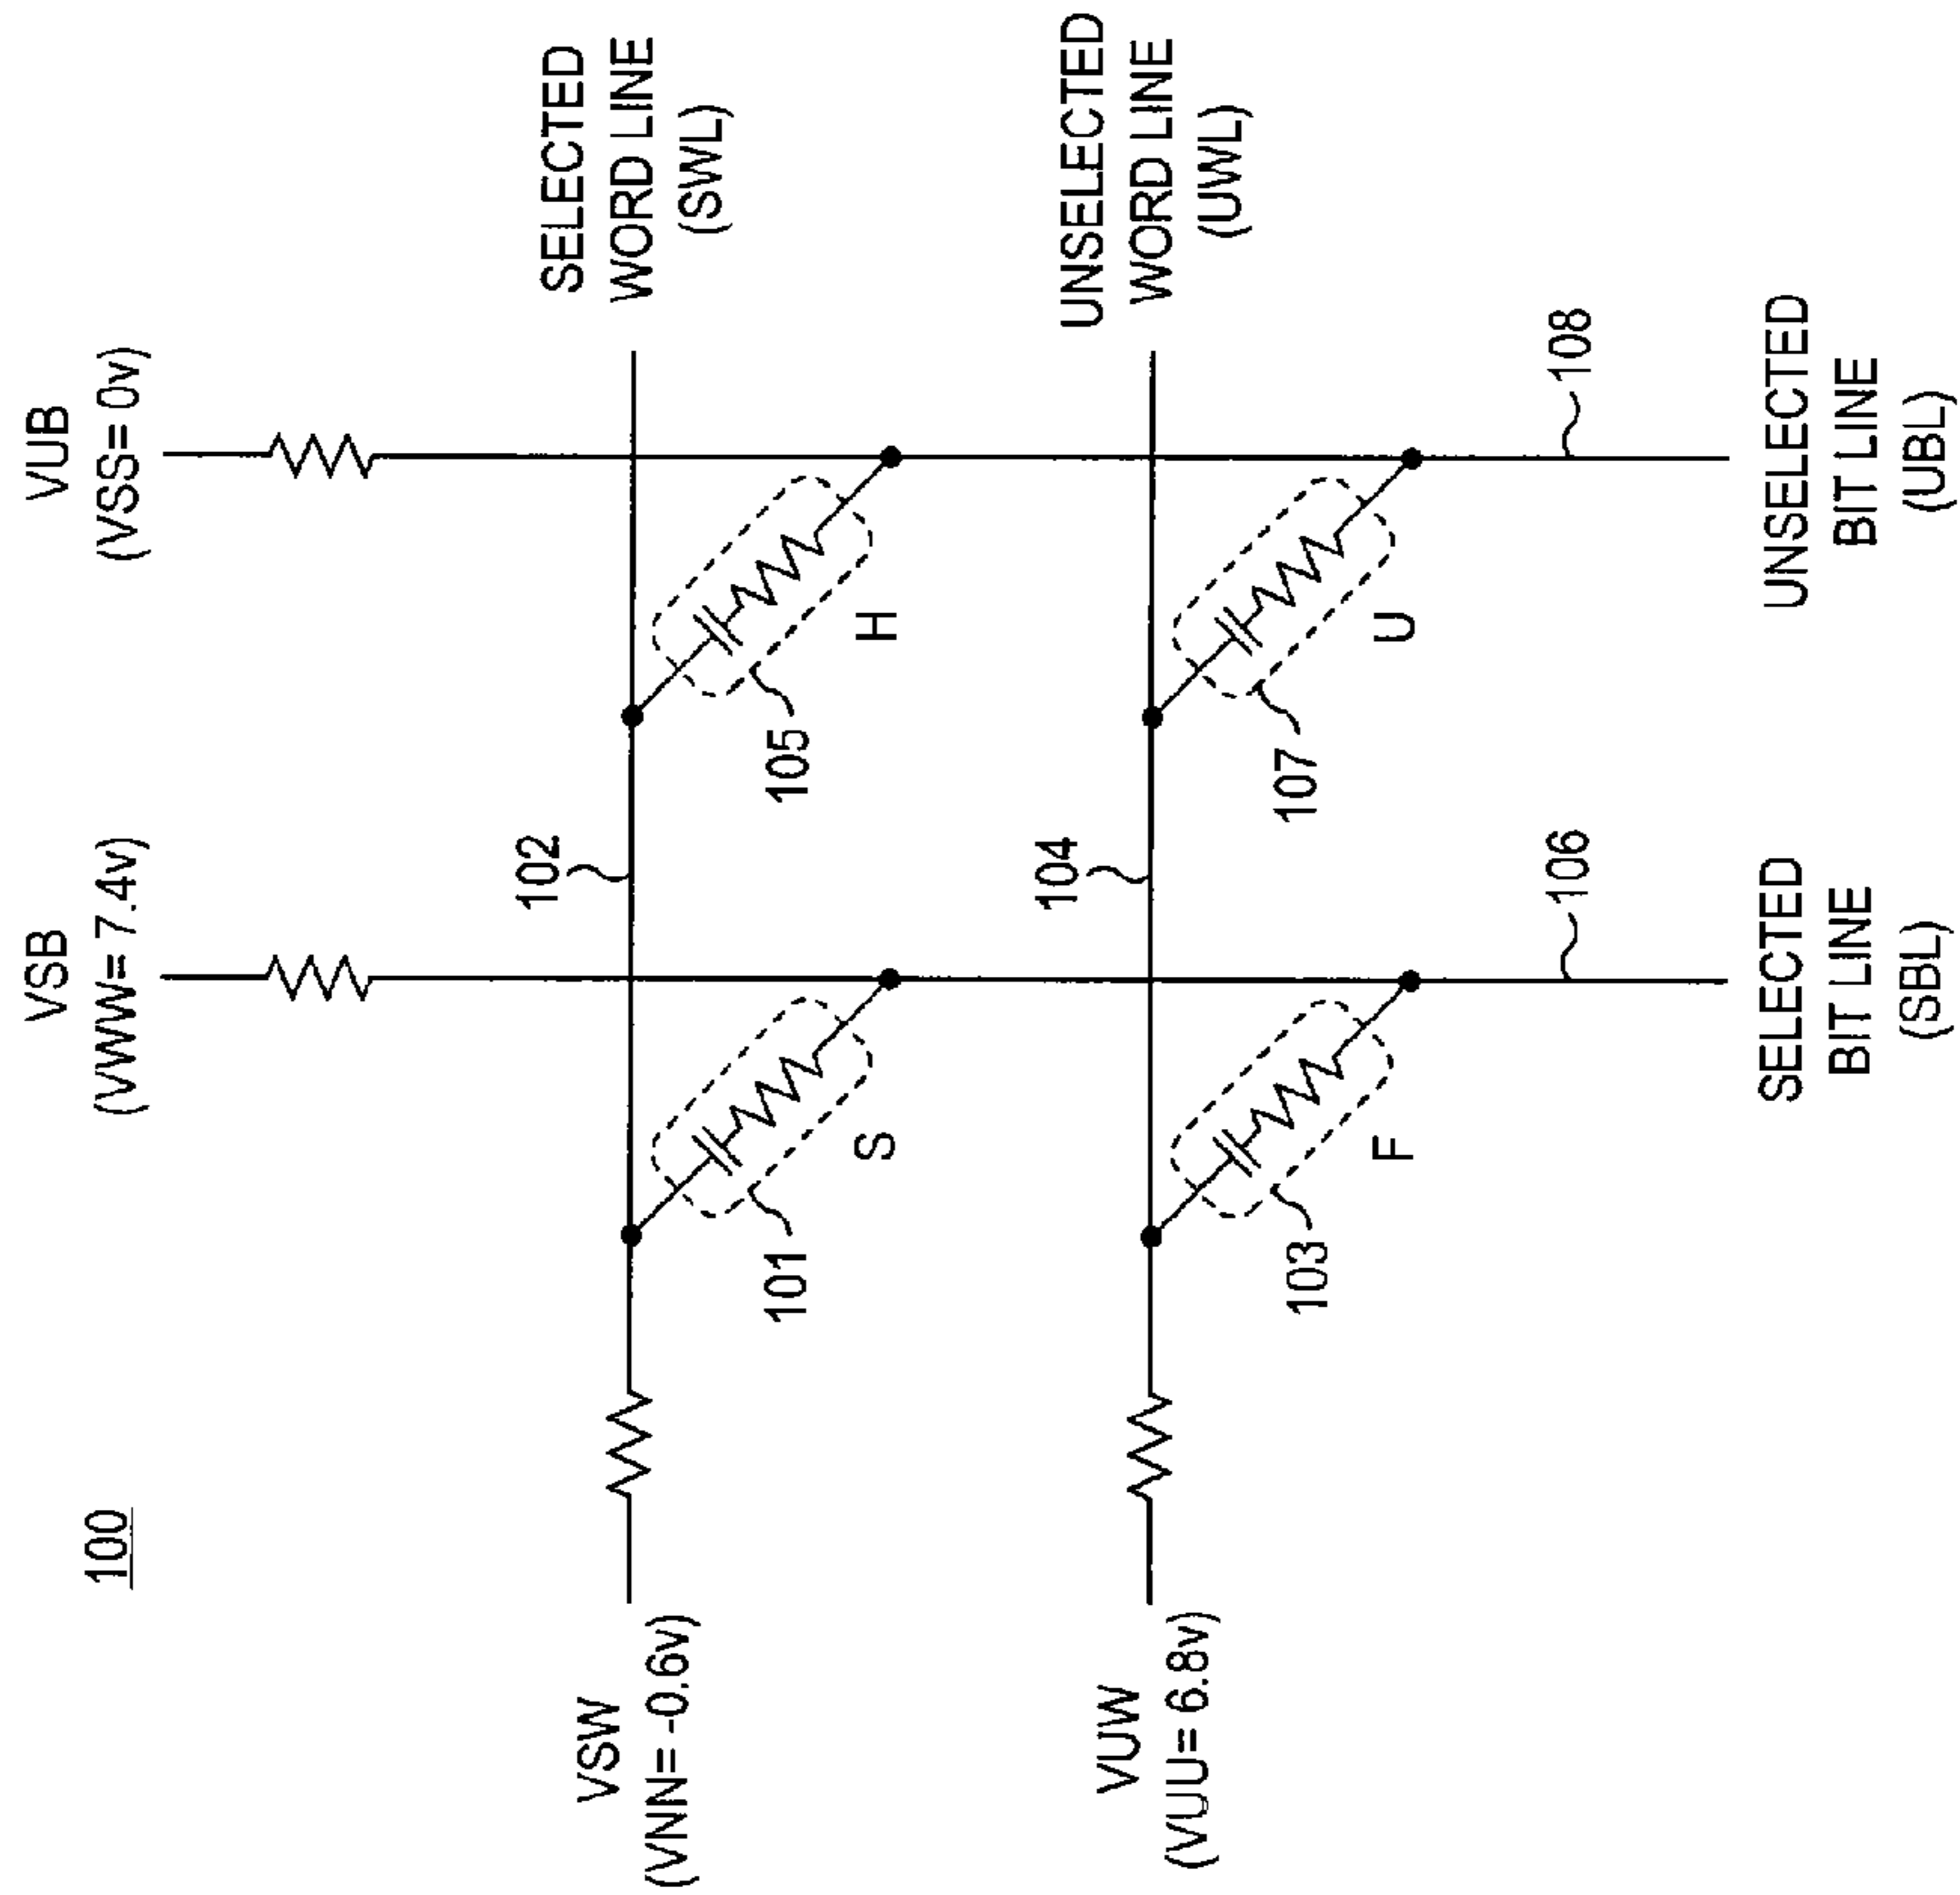 100
VSB
(VWW= 7.4v)
VUB
(VSS= 0v)
VSW
(VNN= -0.6v)
102
SELECTED
WORD LINE
(SWL)
101
S
105
H
VUW
(VUU= 6.8v)
104
UNSELECTED
WORD LINE
(UWL)
103
F
107
U
106
108
SELECTED
BIT LINE
(SBL)
UNSELECTED
BIT LINE
(UBL)